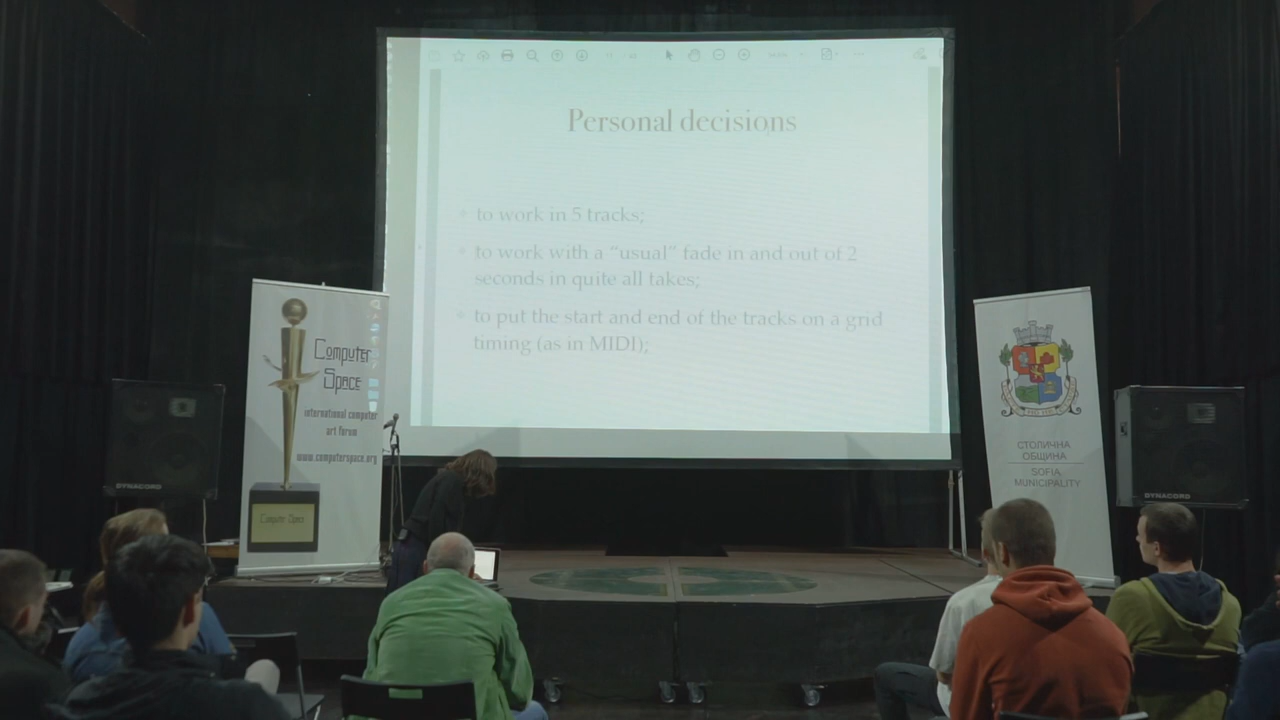 Personal decisions
to work in 5 tracks;
to work with a “usual” fade in and out of 2
seconds in quite all takes;
to put the start and end of the tracks on a grid
timing (as in MIDI);
Computer
Space
international computer
art forum
www.computerspace.org
Computer Space
СТОЛИЧНА
ОБЩИНА
SOFIA
MUNICIPALITY
DYNACORD
DYNACORD